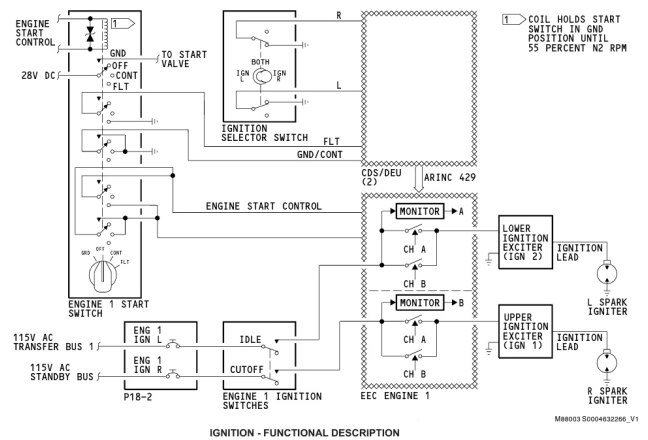 ENGINE
START
CONTROL
1
GND
OFF
CONT
FLT
TO START
VALVE
28V DC
GRD
OFF
CONT
FLT
ENGINE 1 START
SWITCH
R
BOTH
IGN
L
IGN
R
L
IGNITION
SELECTOR SWITCH
FLT
GND/CONT
CDS/DEU
(2)
ARINC 429
1
COIL HOLDS START
SWITCH IN GND
POSITION UNTIL
55 PERCENT N2 RPM
ENGINE START CONTROL
MONITOR
A
CH A
CH B
MONITOR
B
CH A
CH B
EEC ENGINE 1
LOWER
IGNITION
EXCITER
(IGN 2)
IGNITION
LEAD
L SPARK
IGNITER
UPPER
IGNITION
EXCITER
(IGN 1)
IGNITION
LEAD
R SPARK
IGNITER
115V AC
TRANSFER BUS 1
115V AC
STANDBY BUS
ENG 1
IGN L
ENG 1
IGN R
P18-2
IDLE
CUTOFF
ENGINE 1 IGNITION
SWITCHES
M88003 S0004632266_V1
IGNITION - FUNCTIONAL DESCRIPTION